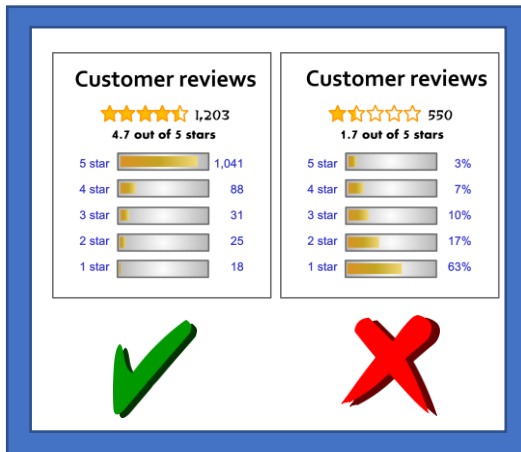 Customer reviews
1,203
4.7 out of 5 stars
5 star 1,041
4 star 88
3 star 31
2 star 25
1 star 18
Customer reviews
550
1.7 out of 5 stars
5 star 3%
4 star 7%
3 star 10%
2 star 17%
1 star 63%